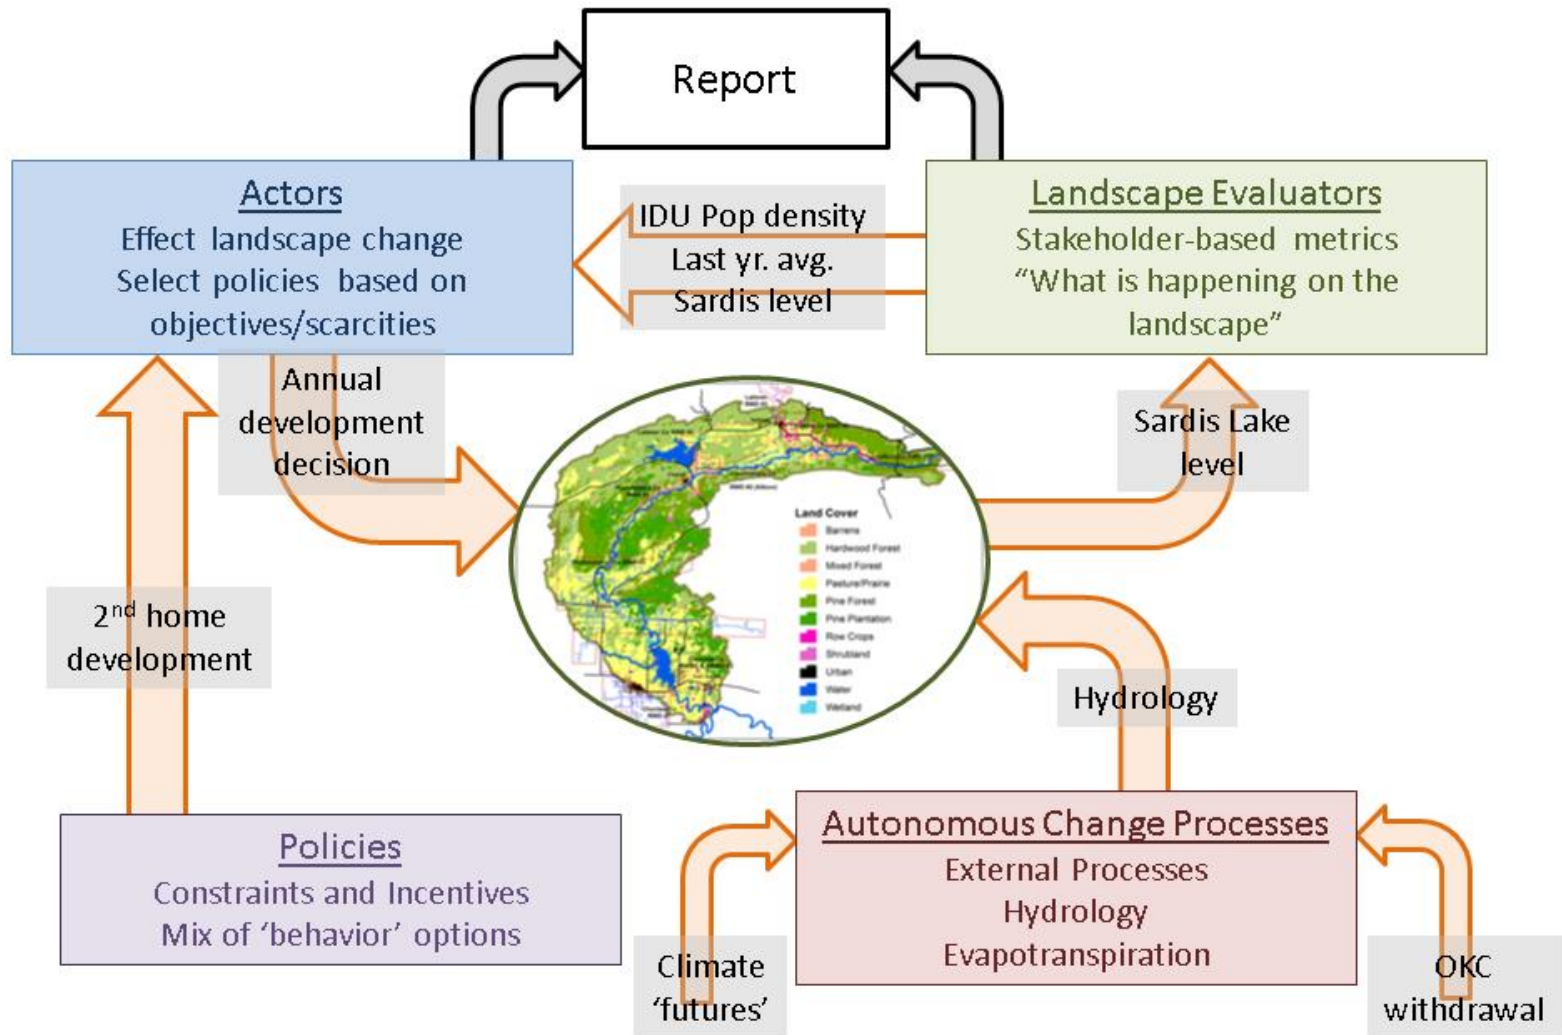 Report
Actors
Effect landscape change
Select policies based on
objectives/scarcities
IDU Pop density
Last yr. avg.
Sardis level
Landscape Evaluators
Stakeholder-based metrics
“What is happening on the
landscape”
Annual
development
decision
Sardis Lake
level
Land Cover
Barrens
Hardwood Forest
Mixed Forest
Pasture/Prairie
Pine Forest
Pine Plantation
Row Crops
Shrubland
Urban
Water
Wetland
2nd home
development
Hydrology
Policies
Constraints and Incentives
Mix of ‘behavior’ options
Autonomous Change Processes
External Processes
Hydrology
Evapotranspiration
Climate
‘futures’
OKC
withdrawal